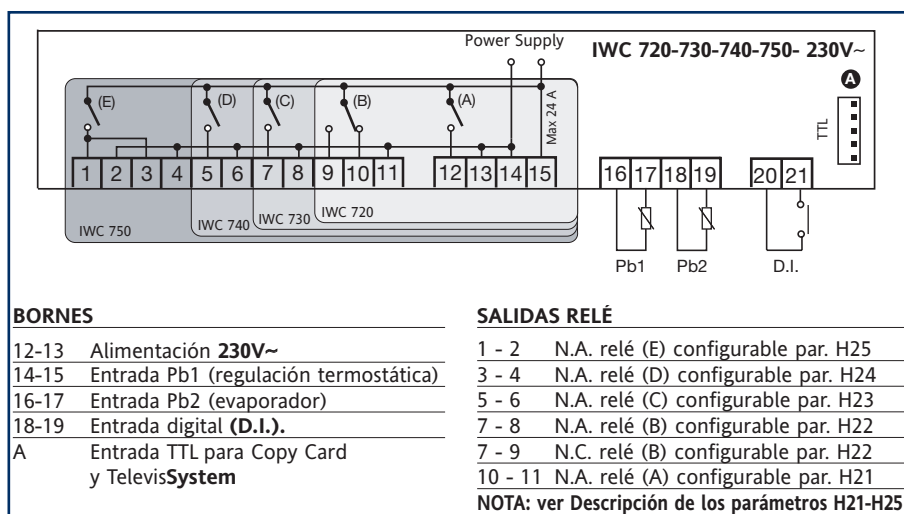 Power Supply
IWC 720-730-740-750- 230V~
A
(E)
(D)
(C)
(B)
(A)
Max 24 A
TTL
1 2 3 4 5 6 7 8 9 10 11 12 13 14 15 16 17 18 19 20 21
IWC 750
IWC 740
IWC 730
IWC 720
Pb1
Pb2
D.I.
BORNES
12-13 Alimentación 230V~
14-15 Entrada Pb1 (regulación termostática)
16-17 Entrada Pb2 (evaporador)
18-19 Entrada digital (D.I.).
A Entrada TTL para Copy Card
y TelevisSystem
SALIDAS RELÉ
1 - 2 N.A. relé (E) configurable par. H25
3 - 4 N.A. relé (D) configurable par. H24
5 - 6 N.A. relé (C) configurable par. H23
7 - 8 N.A. relé (B) configurable par. H22
7 - 9 N.C. relé (B) configurable par. H22
10 - 11 N.A. relé (A) configurable par. H21
NOTA: ver Descripción de los parámetros H21-H25